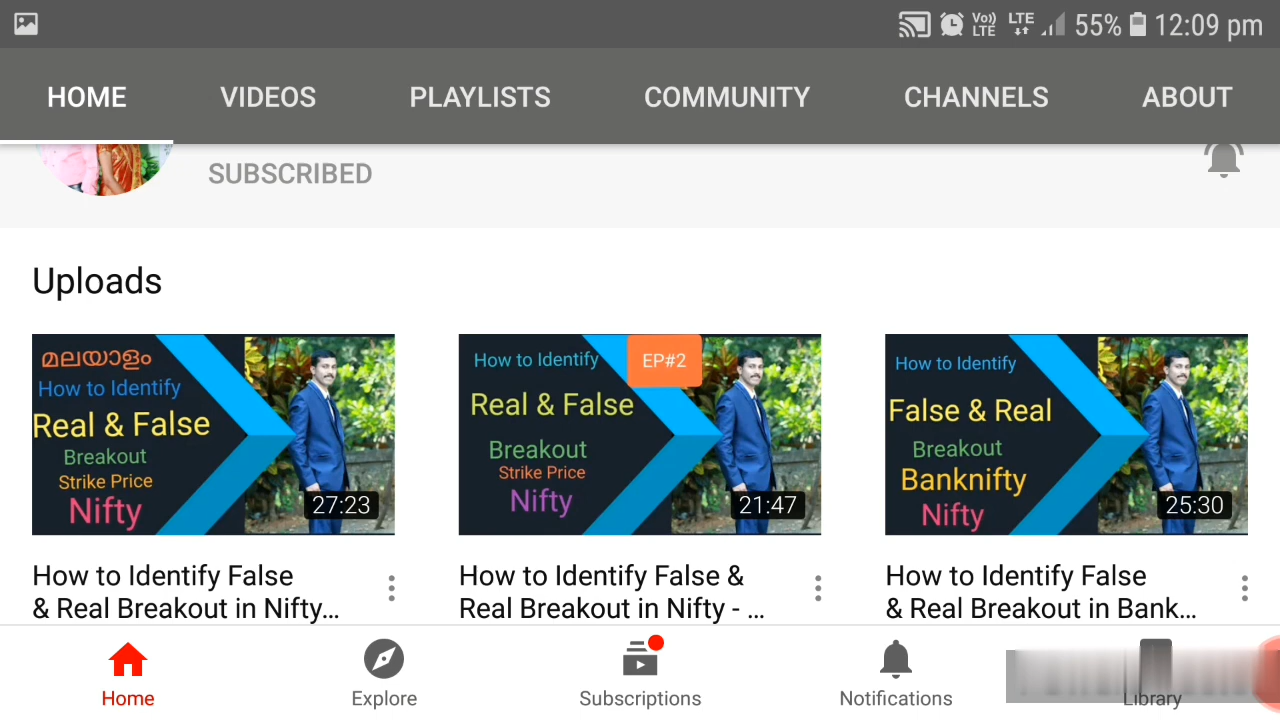 Vo)) LTE LTE 55% 12:09 pm
HOME VIDEOS PLAYLISTS COMMUNITY CHANNELS ABOUT
SUBSCRIBED
Uploads
മലയാളം
How to Identify
Real & False
Breakout
Strike Price
Nifty
27:23
How to Identify False
& Real Breakout in Nifty...
How to Identify
EP#2
Real & False
Breakout
Strike Price
Nifty
21:47
How to Identify False &
Real Breakout in Nifty - ...
How to Identify
False & Real
Breakout
Banknifty
Nifty
25:30
How to Identify False
& Real Breakout in Bank...
Home Explore Subscriptions Notifications Library